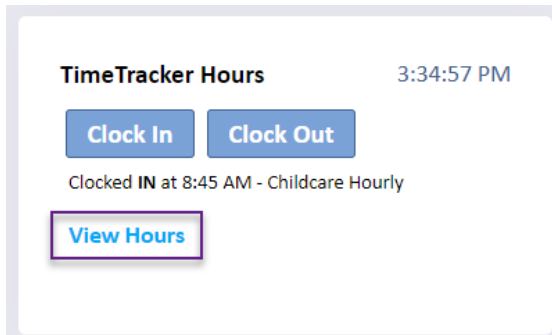 TimeTracker Hours 3:34:57 PM
Clock In Clock Out
Clocked IN at 8:45 AM - Childcare Hourly
View Hours